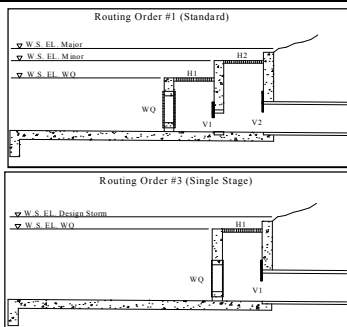 Routing Order #1 (Standard)
W.S. EL. Major
H2
W.S. EL. Minor
W.S. EL. WQ
H1
WQ
V1
V2
Routing Order #3 (Single Stage)
W.S. EL. Design Storm
W.S. EL. WQ
H1
WQ
V1